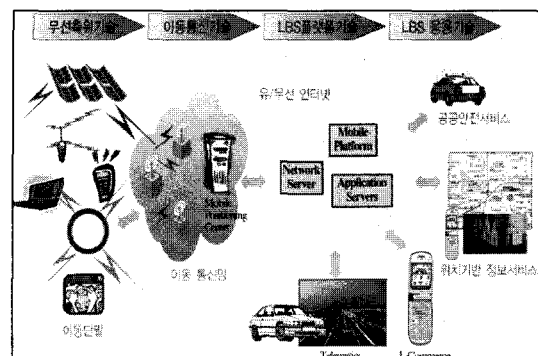 무선측위기술
이동통신기술
LBS플랫폼기술
LBS 응용기술
유/무선 인터넷
공공안전서비스
Mobile
Platform
Network
Server
Application
Servers
Mobile
Positioning
Center
이동 통신망
위치기반 정보서비스
이동단말
Telematics
L-Commerce